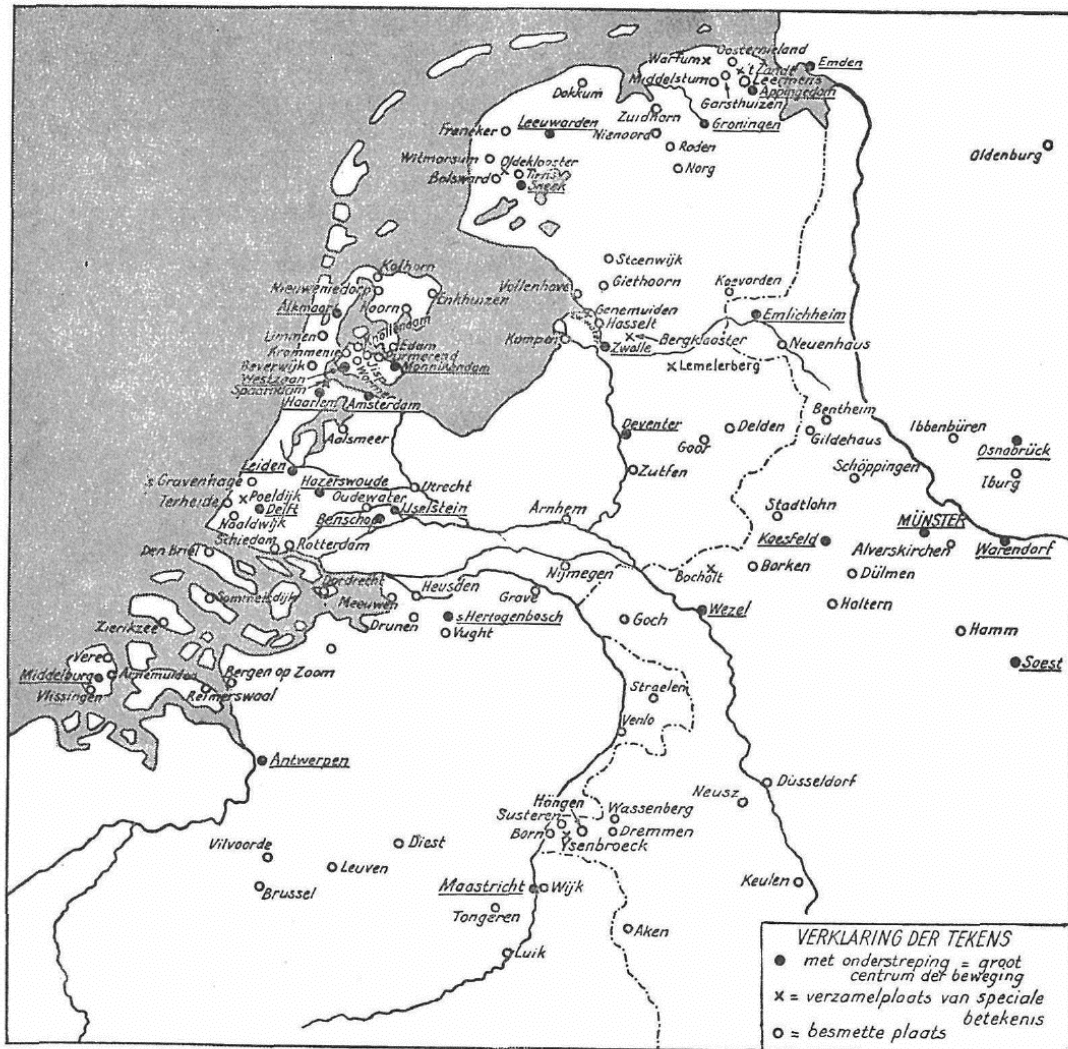 Oosternieland
Warfum
't Zandt
Emden
Middelstum
Leermens
Appingedam
Dokkum
Garsthuizen
Zuidhorn
Franeker
Leeuwarden
Groningen
Nienoord
Roden
Oldenburg
Witmarsum
Oldeklooster
Norg
Bolsward
Sneek
Steenwijk
Kolhorn
Giethoorn
Koevorden
Nieuweniedorp
Vollenhove
Enkhuizen
Hoorn
Genemuiden
Alkmaar
Hasselt
Emlichheim
Knollendam
Limmen
Kampen
Bergklooster
Neuenhaus
Edam
Zwolle
Krommenie
Purmerend
Jisp
Lemelerberg
Beverwijk
Monnikendam
Westzaan
Wormer
Spaarndam
Haarlem
Amsterdam
Bentheim
Aalsmeer
Deventer
Delden
Ibbenbüren
Goor
Gildehaus
Osnabrück
Leiden
Zutfen
Schöppingen
Iburg
's Gravenhage
Hazerswoude
Utrecht
Poeldijk
Oudewater
Terheide
Delft
IJselstein
Stadtlohn
Naaldwijk
Benschop
Arnhem
MÜNSTER
Schiedam
Rotterdam
Koesfeld
Alverskirchen
Warendorf
Den Briel
Nijmegen
Bocholt
Borken
Dülmen
Dordrecht
Heusden
Sommelsdijk
Meeuwen
Grave
Wezel
Haltern
Zierikzee
Drunen
's Hertogenbosch
Goch
Vught
Hamm
Vere
Soest
Middelburg
Arnemuiden
Bergen op Zoom
Vlissingen
Reimerswaal
Straelen
Venlo
Antwerpen
Düsseldorf
Neusz
Höngen
Wassenberg
Susteren
Born
Dremmen
Ysenbroeck
Vilvoorde
Diest
Leuven
Brussel
Maastricht
Wijk
Keulen
Tongeren
Aken
Luik
VERKLARING DER TEKENS
met onderstreping = groot
centrum der beweging
x = verzamelplaats van speciale
betekenis
o = besmette plaats